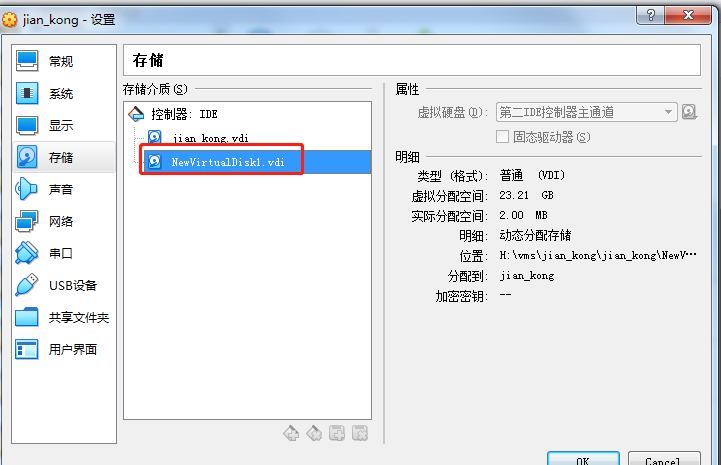 jian_kong - 设置
常规
系统
显示
存储
声音
网络
串口
USB设备
共享文件夹
用户界面
存储
存储介质(S)
控制器: IDE
jian_kong.vdi
NewVirtualDisk1.vdi
属性
虚拟硬盘(D): 第二IDE控制器主通道
固态驱动器(S)
明细
类型 (格式): 普通 (VDI)
虚拟分配空间: 23.21 GB
实际分配空间: 2.00 MB
明细: 动态分配存储
位置: H:\vms\jian_kong\jian_kong\NewV...
分配到: jian_kong
加密密钥: --
OK
Cancel